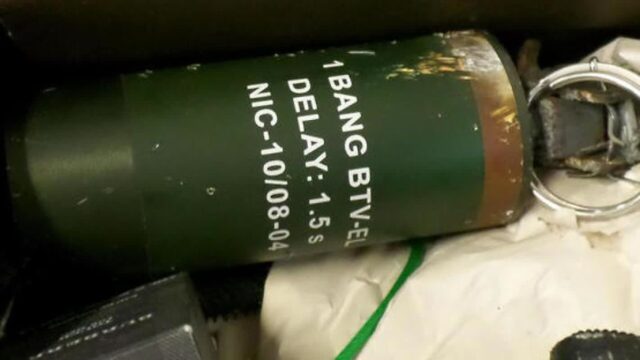 1 BANG BTV-EL
DELAY: 1.5 s
NIC-10/08-04